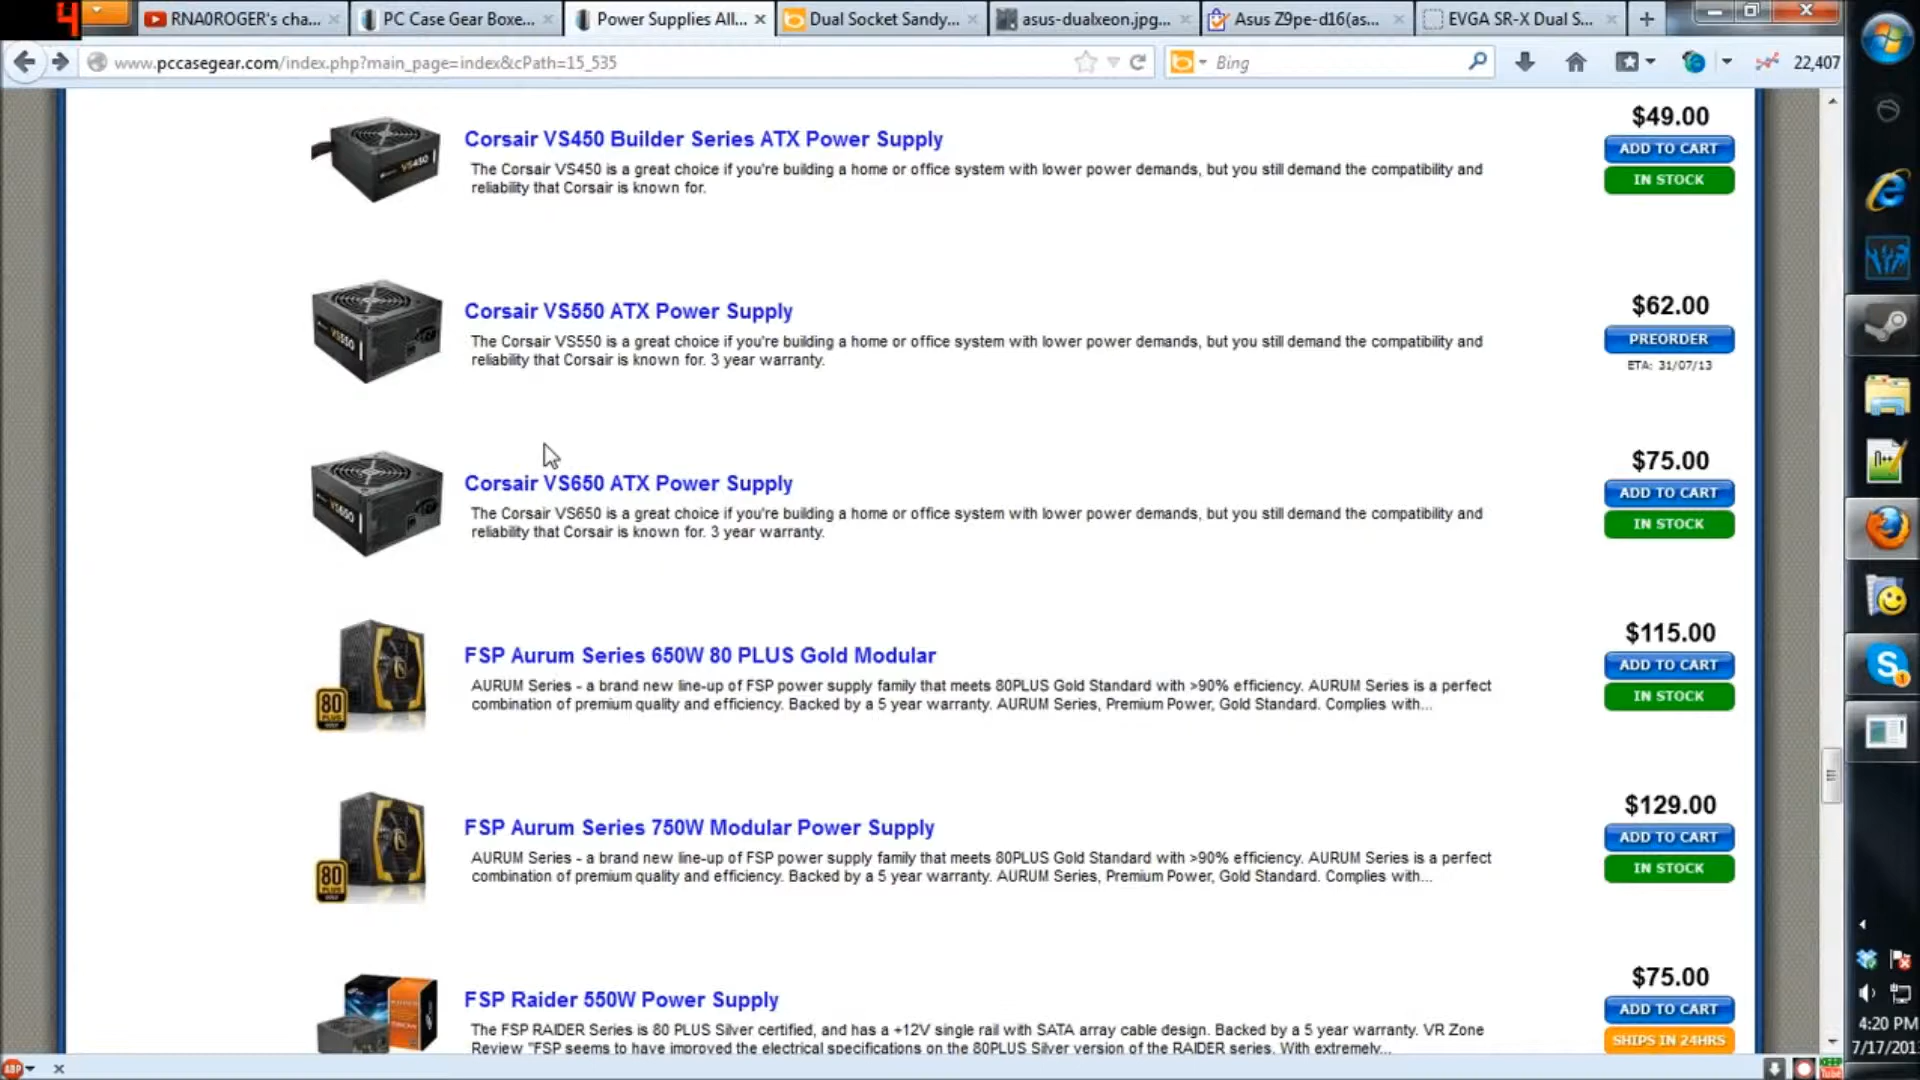 4
RNA0ROGER's cha...
PC Case Gear Boxe...
Power Supplies All...
Dual Socket Sandy...
asus-dualxeon.jpg...
Asus Z9pe-d16(as...
EVGA SR-X Dual S...
www.pccasegear.com/index.php?main_page=index&cPath=15_535
Bing
22,407
Corsair VS450 Builder Series ATX Power Supply
The Corsair VS450 is a great choice if you're building a home or office system with lower power demands, but you still demand the compatibility and
reliability that Corsair is known for.
$49.00
ADD TO CART
IN STOCK
VS450
Corsair VS550 ATX Power Supply
The Corsair VS550 is a great choice if you're building a home or office system with lower power demands, but you still demand the compatibility and
reliability that Corsair is known for. 3 year warranty.
$62.00
PREORDER
ETA: 31/07/13
VS550
Corsair VS650 ATX Power Supply
The Corsair VS650 is a great choice if you're building a home or office system with lower power demands, but you still demand the compatibility and
reliability that Corsair is known for. 3 year warranty.
$75.00
ADD TO CART
IN STOCK
VS650
FSP Aurum Series 650W 80 PLUS Gold Modular
AURUM Series - a brand new line-up of FSP power supply family that meets 80PLUS Gold Standard with >90% efficiency. AURUM Series is a perfect
combination of premium quality and efficiency. Backed by a 5 year warranty. AURUM Series, Premium Power, Gold Standard. Complies with...
$115.00
ADD TO CART
IN STOCK
80
PLUS
GOLD
FSP Aurum Series 750W Modular Power Supply
AURUM Series - a brand new line-up of FSP power supply family that meets 80PLUS Gold Standard with >90% efficiency. AURUM Series is a perfect
combination of premium quality and efficiency. Backed by a 5 year warranty. AURUM Series, Premium Power, Gold Standard. Complies with...
$129.00
ADD TO CART
IN STOCK
80
PLUS
GOLD
FSP Raider 550W Power Supply
The FSP RAIDER Series is 80 PLUS Silver certified, and has a +12V single rail with SATA array cable design. Backed by a 5 year warranty. VR Zone
Review "FSP seems to have improved the electrical specifications on the 80PLUS Silver version of the RAIDER series. With extremely...
$75.00
ADD TO CART
SHIPS IN 24HRS
4:20 PM
7/17/201
ABP